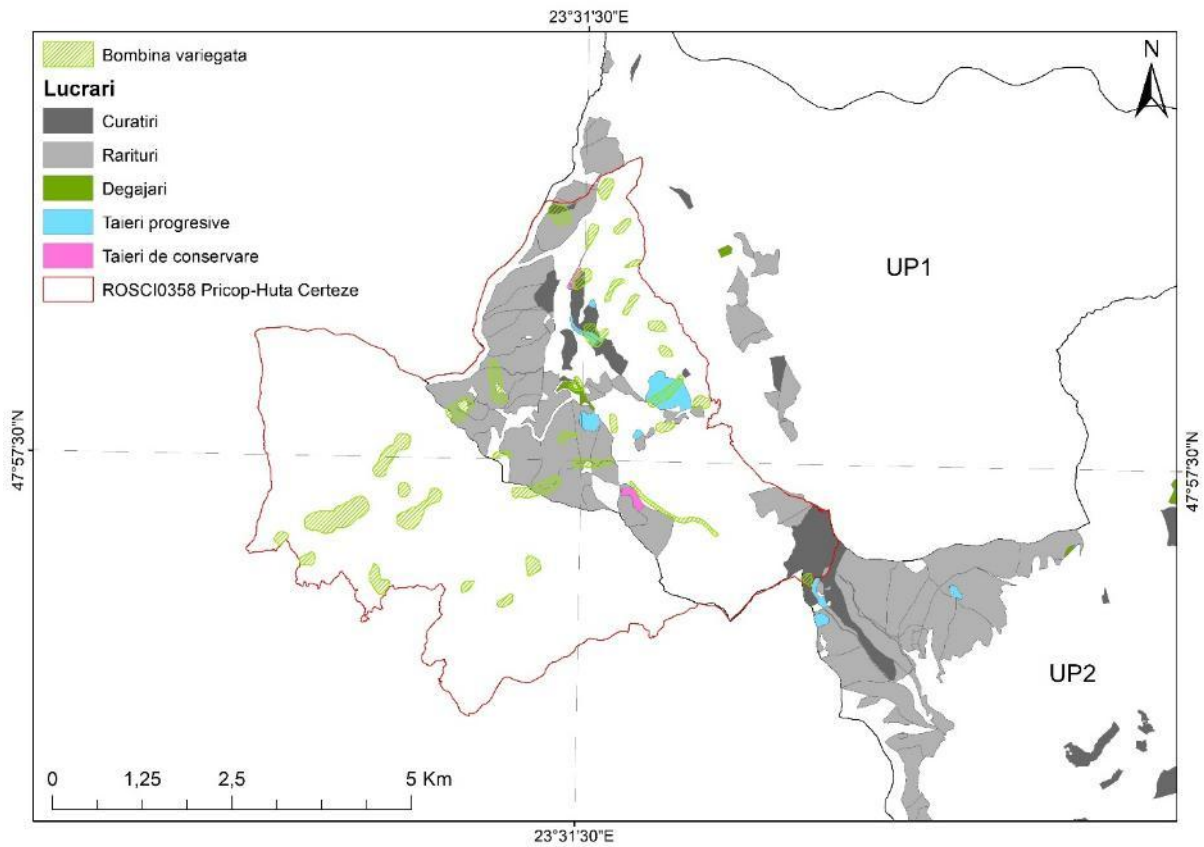 23°31'30"E
Bombina variegata
Lucrari
Curatiri
Rarituri
Degajari
Taieri progresive
Taieri de conservare
ROSCI0358 Pricop-Huta Certeze
N
UP1
47°57'30"N
47°57'30"N
UP2
0 1,25 2,5 5 Km
23°31'30"E